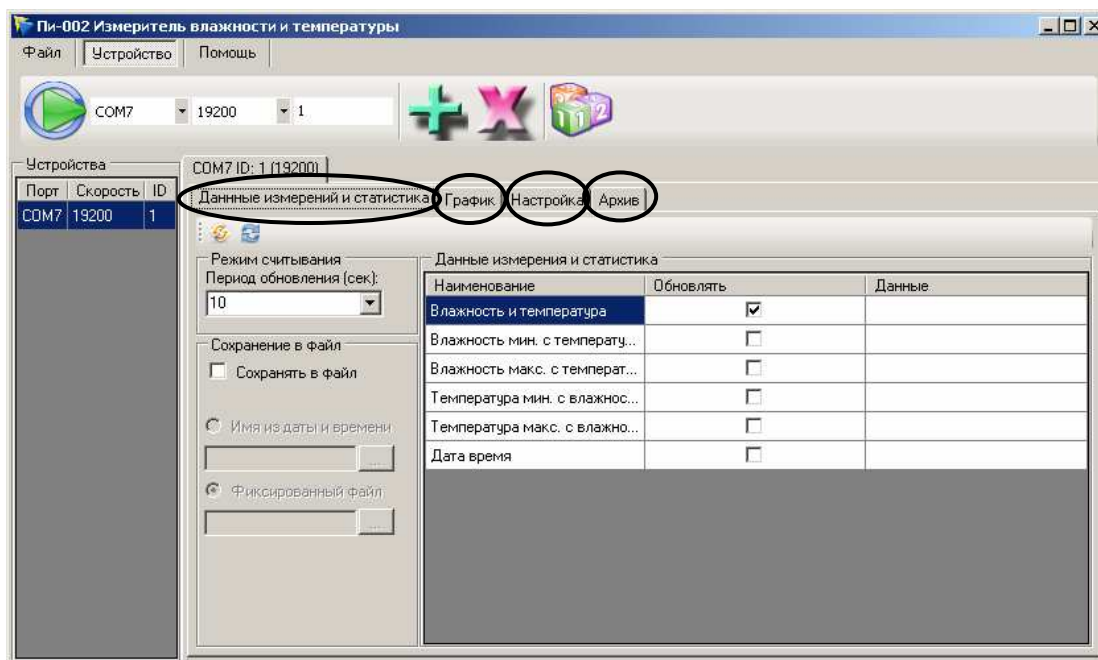 Пи-002 Измеритель влажности и температуры
Файл Устройство Помощь
COM7 19200 1
Устройства
COM7 ID: 1 (19200)
Порт Скорость ID
COM7 19200 1
Даннные измерений и статистика График Настройка Архив
Режим считывания
Период обновления (сек):
10
Сохранение в файл
Сохранять в файл
Имя из даты и времени
...
Фиксированный файл
...
Данные измерения и статистика
Наименование Обновлять Данные
Влажность и температура
Влажность мин. с температу...
Влажность макс. с температ...
Температура мин. с влажнос...
Температура макс. с влажно...
Дата время